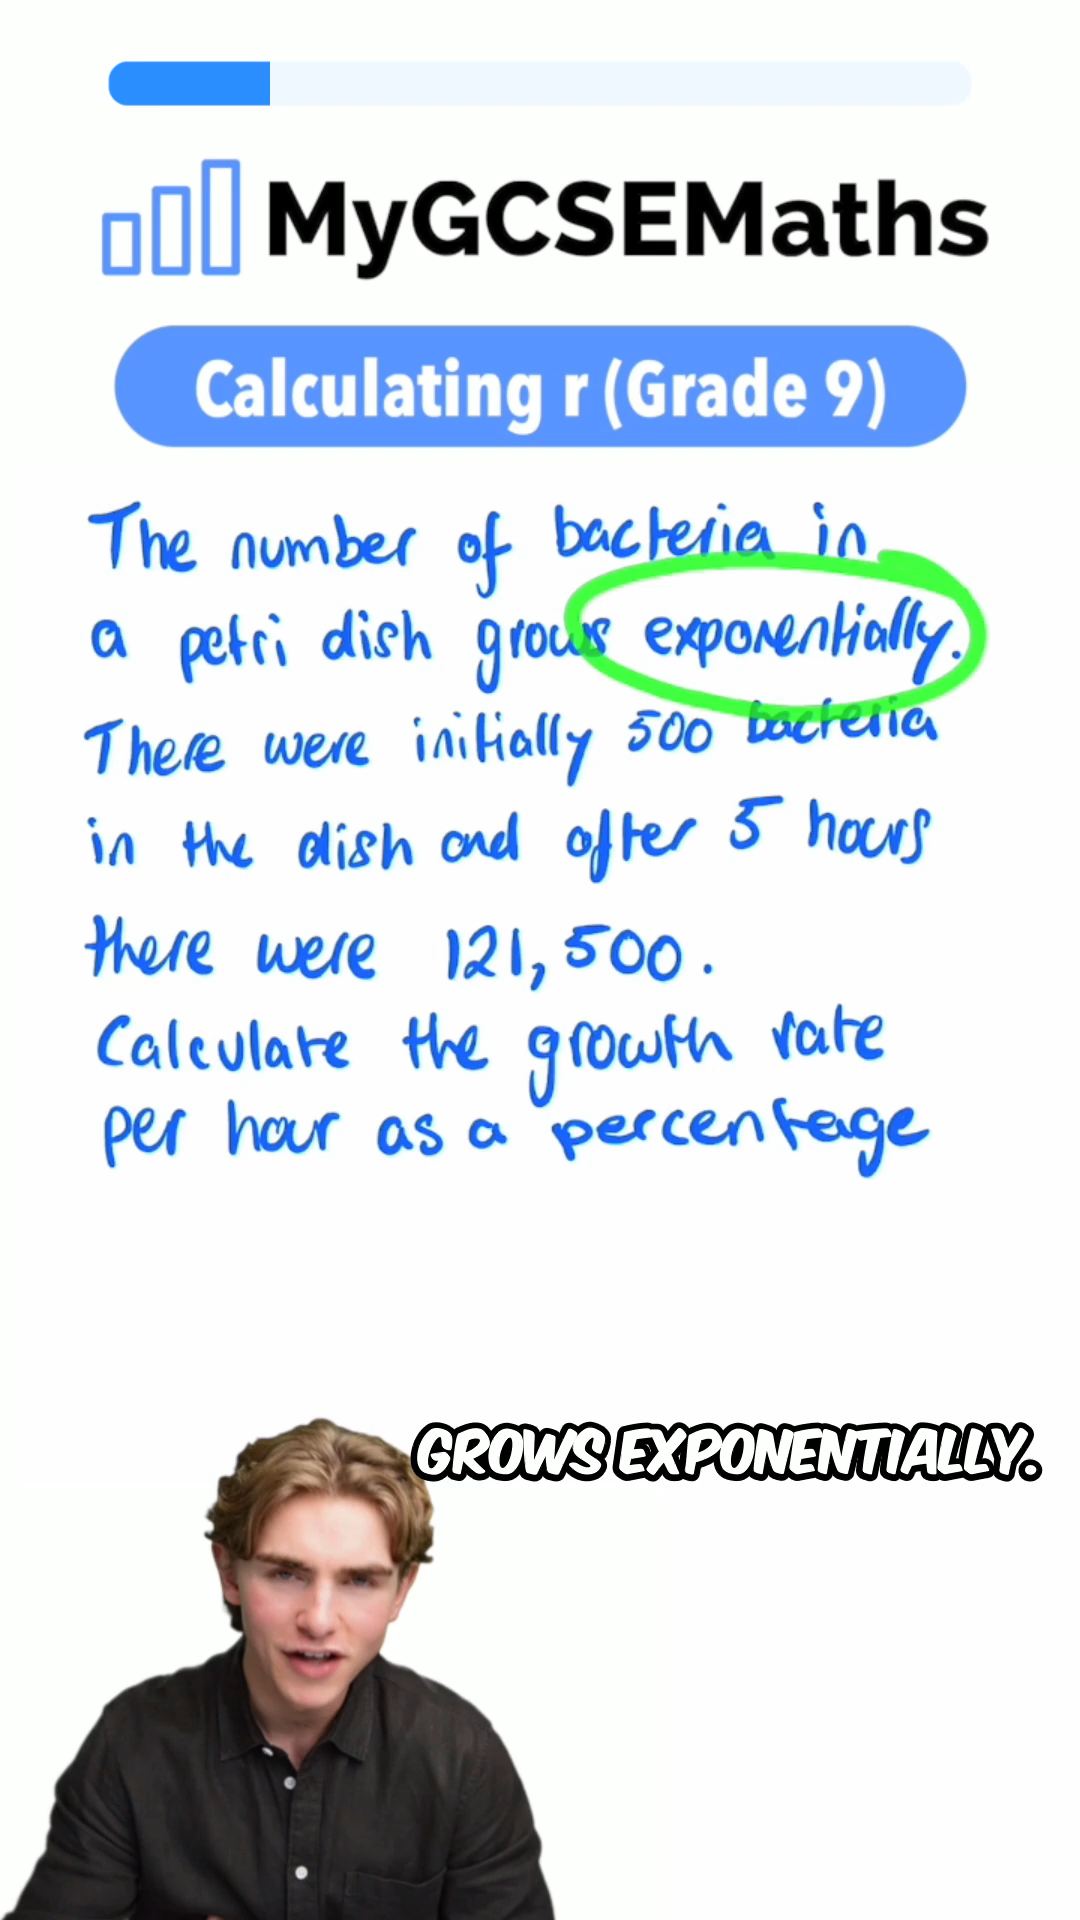 MyGCSEMaths
Calculating r (Grade 9)
The number of bacteria in
a petri dish grows exponentially.
There were initially 500 bacteria
in the dish and after 5 hours
there were 121,500.
Calculate the growth rate
per hour as a percentage
GROWS EXPONENTIALLY.